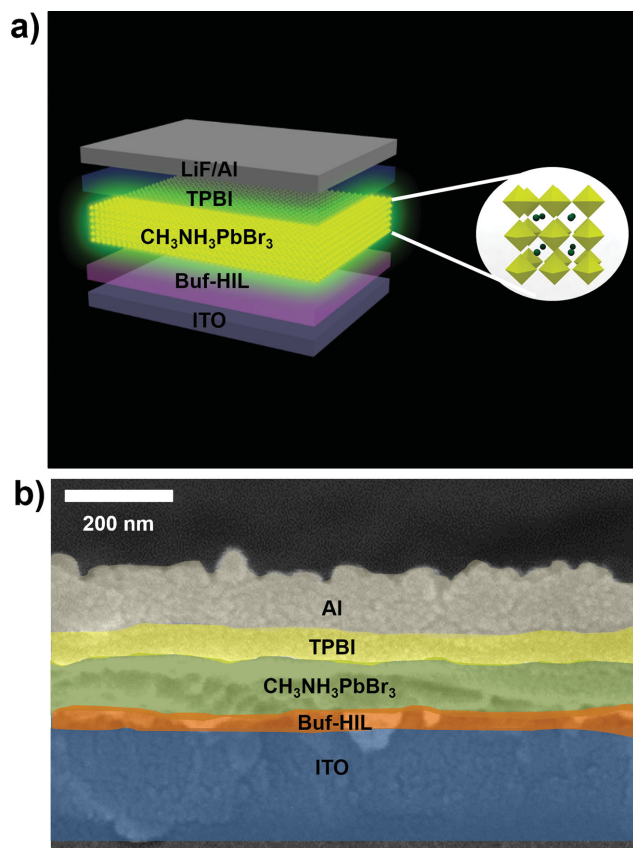 a)
LiF/Al
TPBI
CH₃NH₃PbBr₃
Buf-HIL
ITO
b)
200 nm
Al
TPBI
CH₃NH₃PbBr₃
Buf-HIL
ITO